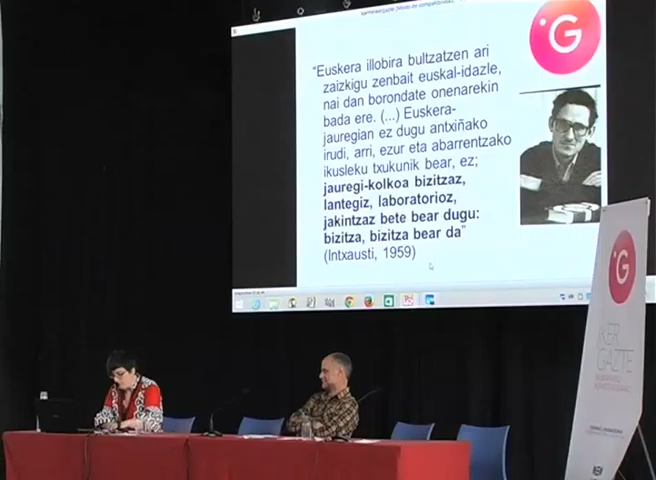 “Euskera illobira bultzatzen ari
zaizkigu zenbait euskal-idazle,
nai dan borondate onenarekin
bada ere. (...) Euskera-
jauregian ez dugu antxiñako
irudi, arri, ezur eta abarrentzako
ikusleku txukunik bear, ez;
jauregi-kolkoa bizitzaz,
lantegiz, laboratorioz,
jakintzaz bete bear dugu:
bizitza, bizitza bear da”
(Intxausti, 1959)
G
G
KER
GAZTE